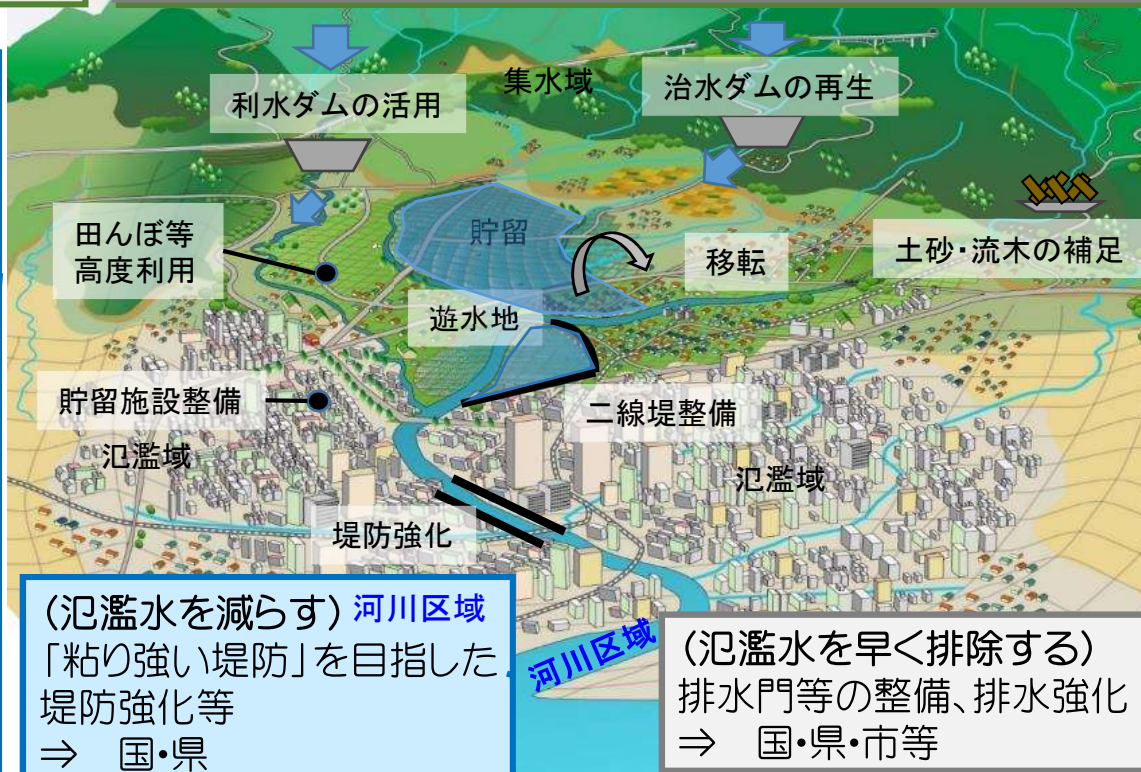 集水域
利水ダムの活用
治水ダムの再生
田んぼ等
高度利用
貯留
移転
土砂・流木の補足
遊水地
貯留施設整備
二線堤整備
氾濫域
氾濫域
堤防強化
(氾濫水を減らす) 河川区域
「粘り強い堤防」を目指した
堤防強化等
⇒ 国・県
河川区域
(氾濫水を早く排除する)
排水門等の整備、排水強化
⇒ 国・県・市等